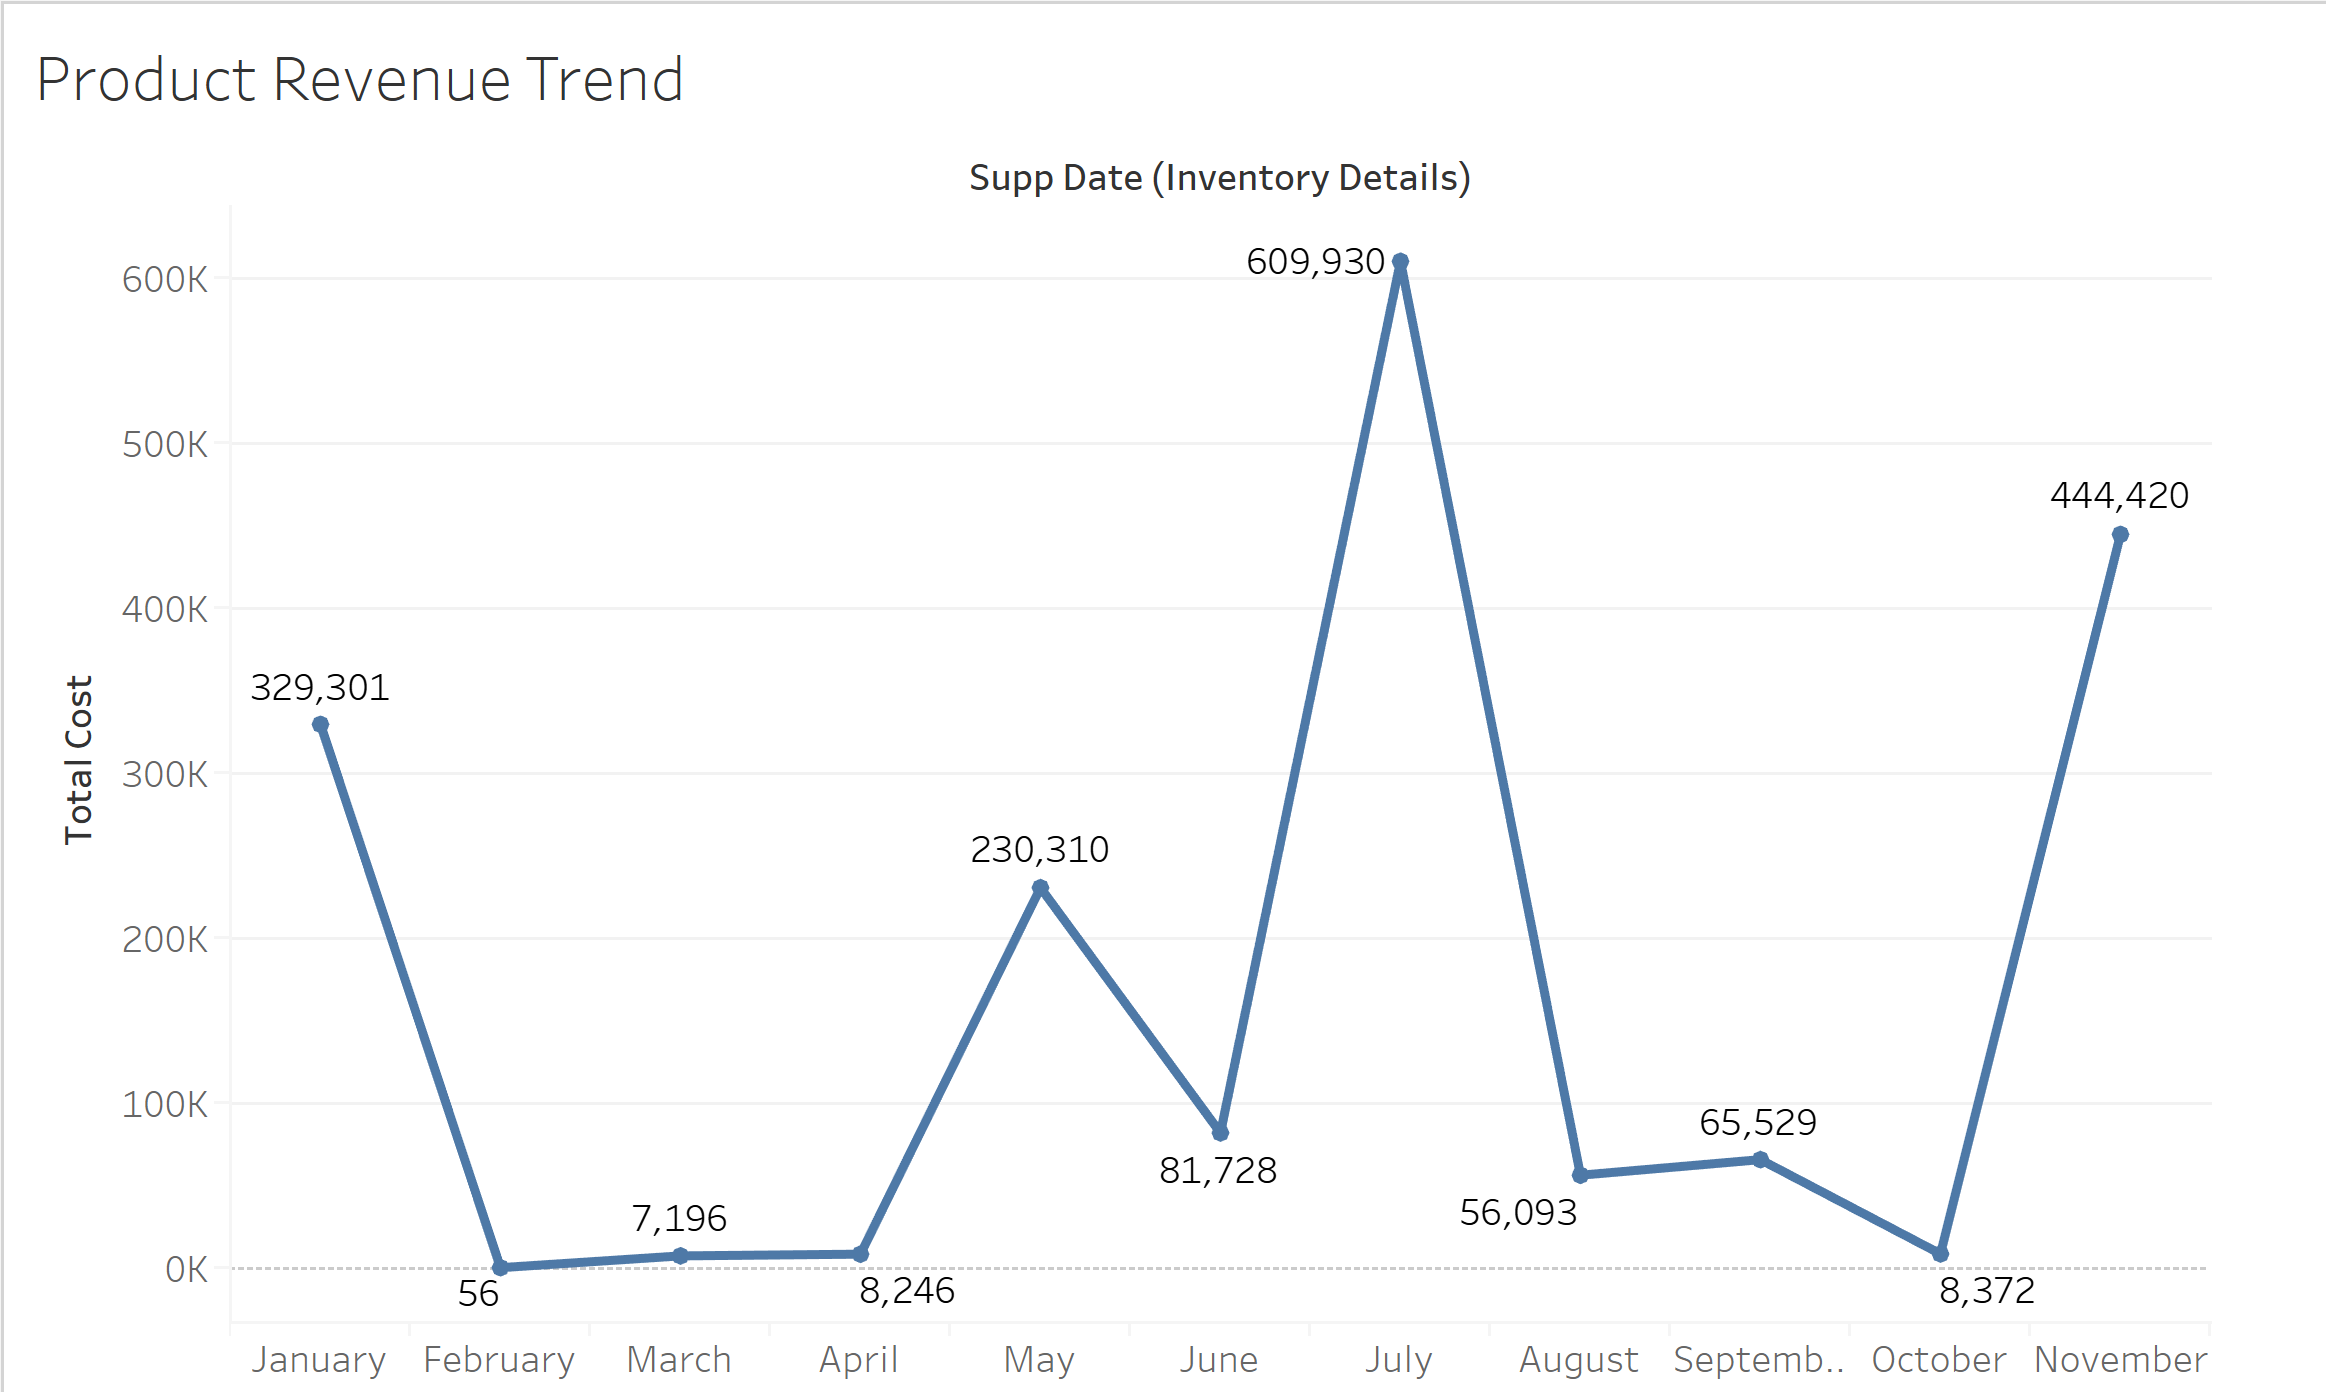 Product Revenue Trend
Supp Date (Inventory Details)
Total Cost
600K
500K
400K
300K
200K
100K
0K
329,301
56
7,196
8,246
230,310
81,728
609,930
56,093
65,529
8,372
444,420
January February March April May June July August Septemb.. October November